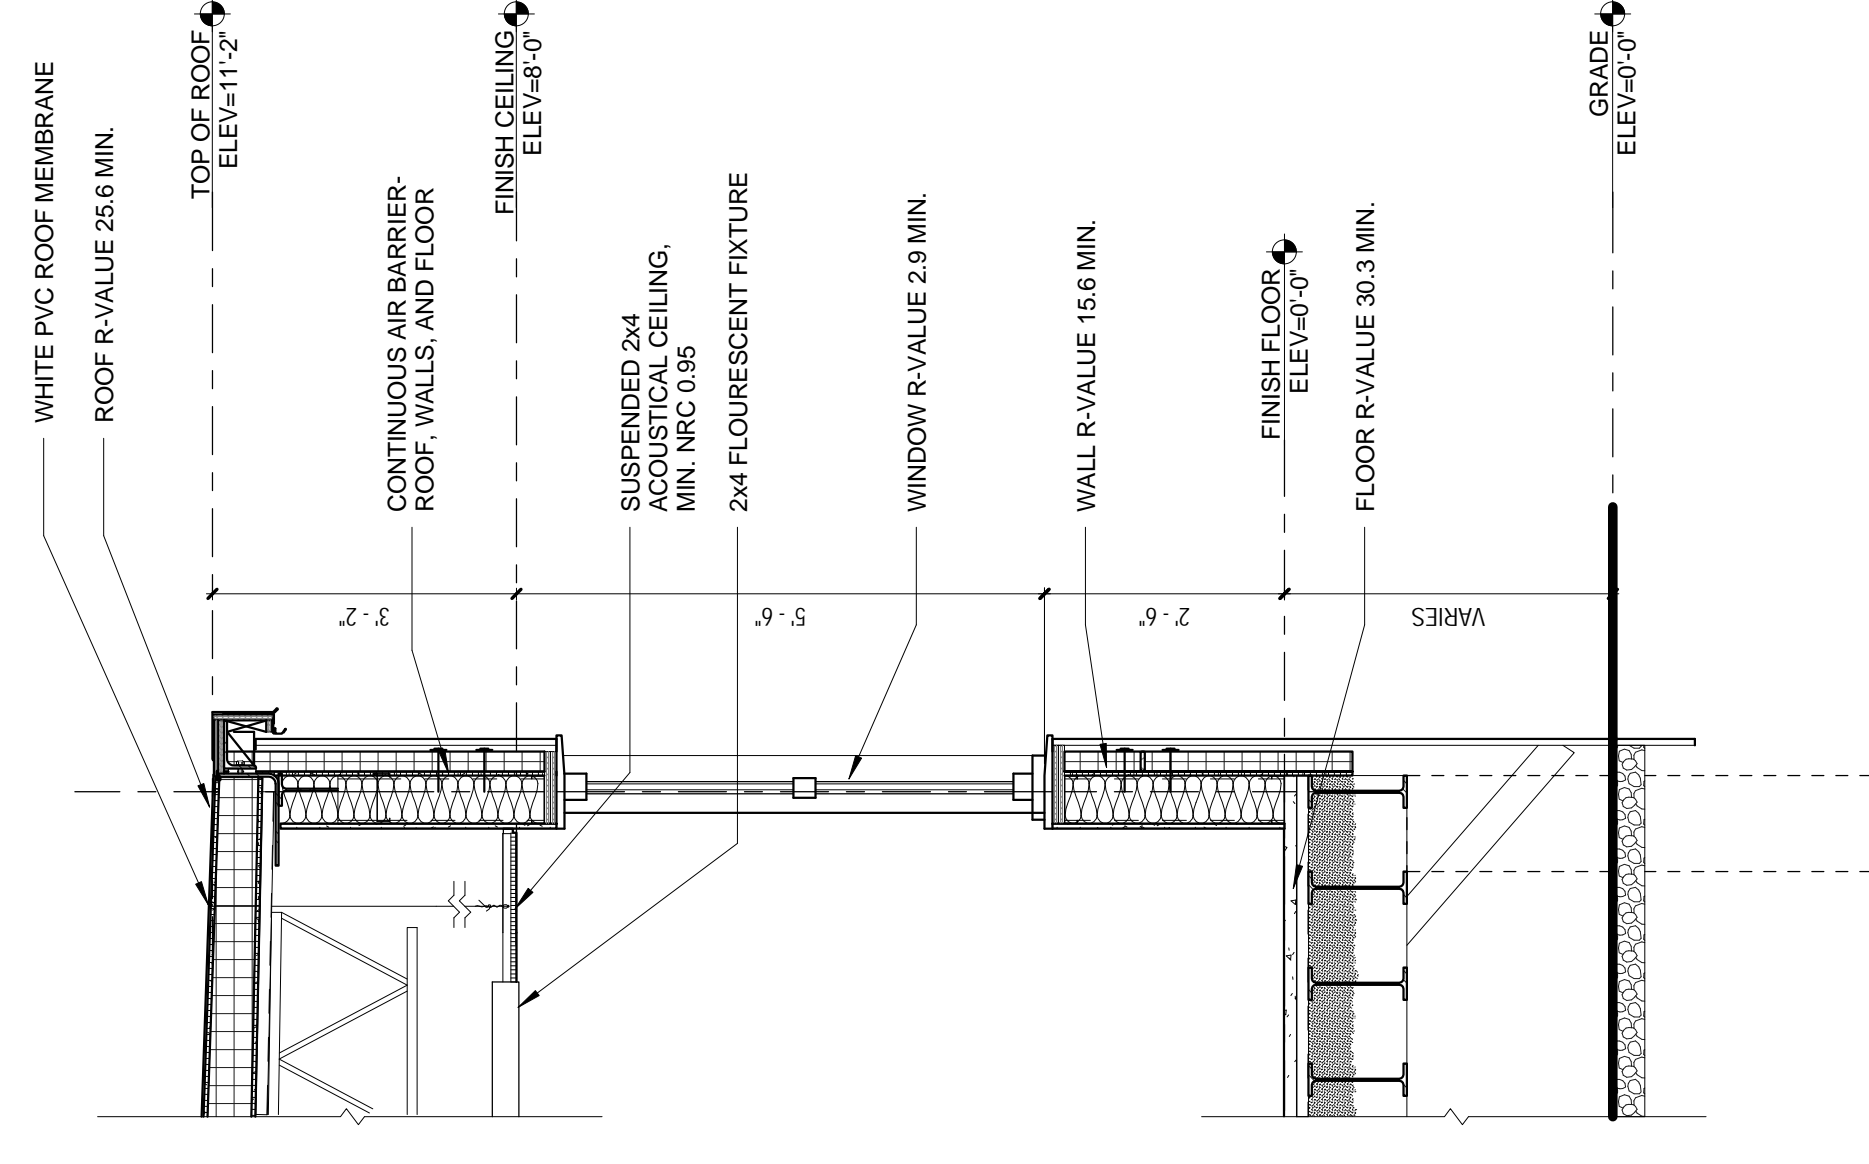 WHITE PVC ROOF MEMBRANE
ROOF R-VALUE 25.6 MIN.
TOP OF ROOF
ELEV=11'-2"
CONTINUOUS AIR BARRIER-
ROOF, WALLS, AND FLOOR
FINISH CEILING
ELEV=8'-0"
SUSPENDED 2x4
ACOUSTICAL CEILING,
MIN. NRC 0.95
2x4 FLOURESCENT FIXTURE
WINDOW R-VALUE 2.9 MIN.
WALL R-VALUE 15.6 MIN.
FINISH FLOOR
ELEV=0'-0"
FLOOR R-VALUE 30.3 MIN.
GRADE
ELEV=0'-0"
3' - 2"
5' - 6"
2' - 6"
VARIES